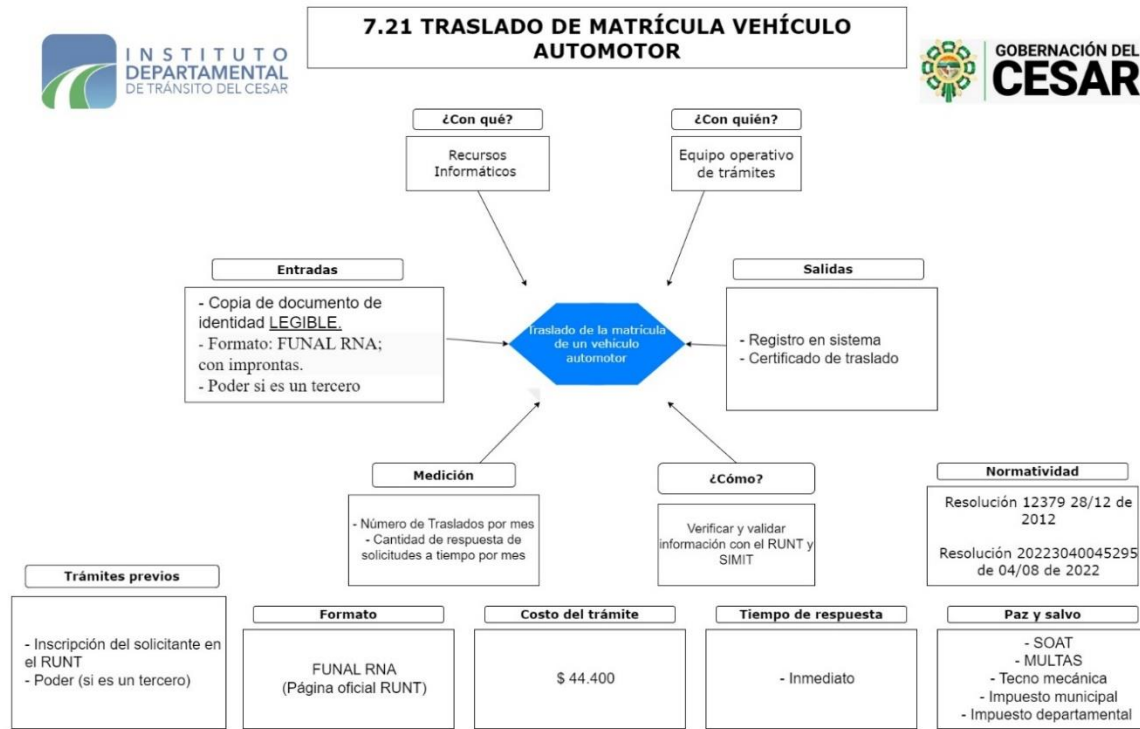 7.21 TRASLADO DE MATRÍCULA VEHÍCULO
AUTOMOTOR
INSTITUTO
DEPARTAMENTAL
DE TRÁNSITO DEL CESAR
GOBERNACIÓN DEL
CESAR
¿Con qué?
Recursos
Informáticos
¿Con quién?
Equipo operativo
de trámites
Entradas
- Copia de documento de
identidad LEGIBLE.
- Formato: FUNAL RNA;
con improntas.
- Poder si es un tercero
Traslado de la matrícula
de un vehículo
automotor
Salidas
- Registro en sistema
- Certificado de traslado
Medición
- Número de Traslados por mes
- Cantidad de respuesta de
solicitudes a tiempo por mes
¿Cómo?
Verificar y validar
información con el RUNT y
SIMIT
Normatividad
Resolución 12379 28/12 de
2012
Resolución 20223040045295
de 04/08 de 2022
Trámites previos
- Inscripción del solicitante en
el RUNT
- Poder (si es un tercero)
Formato
FUNAL RNA
(Página oficial RUNT)
Costo del trámite
$ 44.400
Tiempo de respuesta
- Inmediato
Paz y salvo
- SOAT
- MULTAS
- Tecno mecánica
- Impuesto municipal
- Impuesto departamental